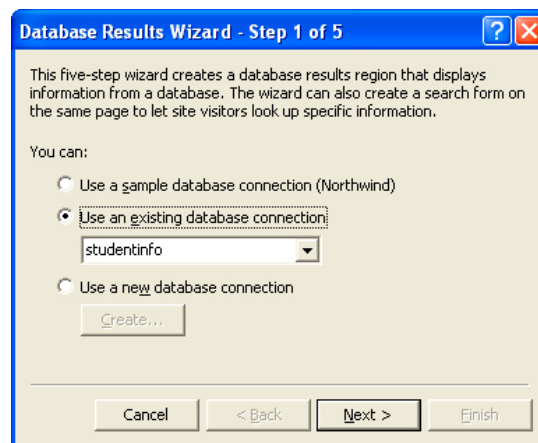 Database Results Wizard - Step 1 of 5
This five-step wizard creates a database results region that displays
information from a database. The wizard can also create a search form on
the same page to let site visitors look up specific information.
You can:
Use a sample database connection (Northwind)
Use an existing database connection
studentinfo
Use a new database connection
Create...
Cancel < Back Next > Finish